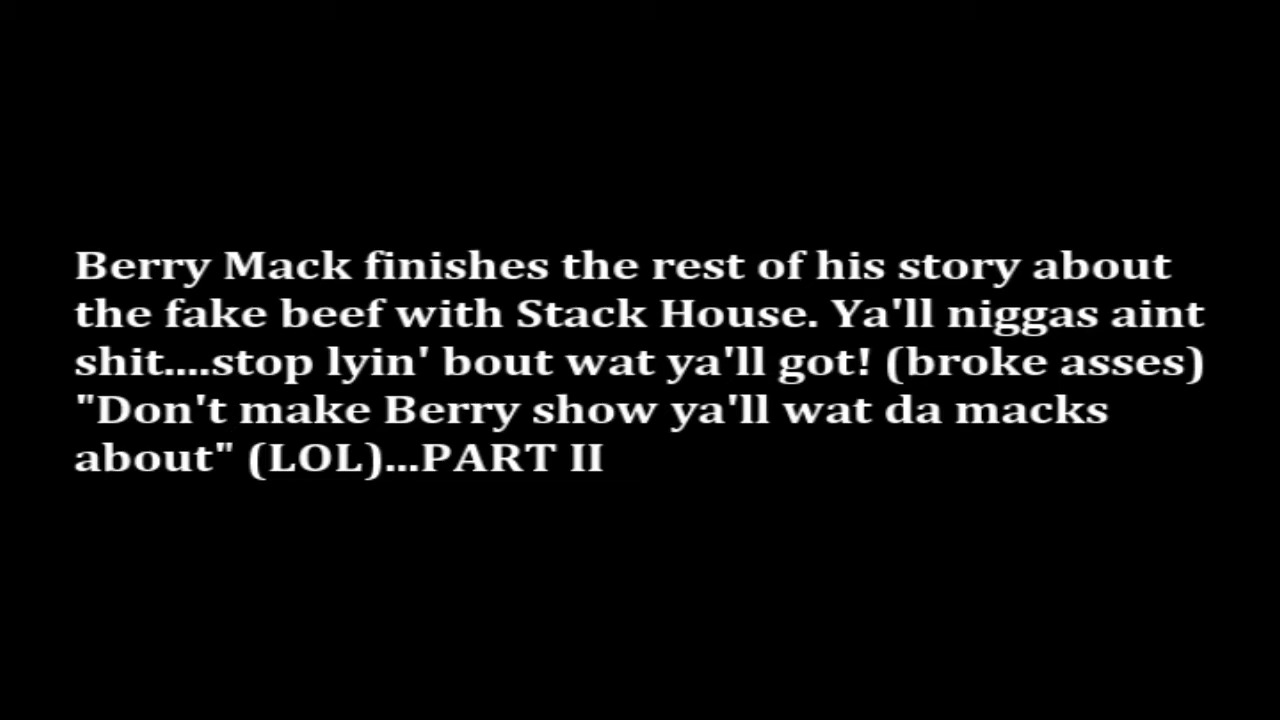 Berry Mack finishes the rest of his story about
the fake beef with Stack House. Ya'll niggas aint
shit....stop lyin' bout wat ya'll got! (broke asses)
"Don't make Berry show ya'll wat da macks
about" (LOL)...PART II